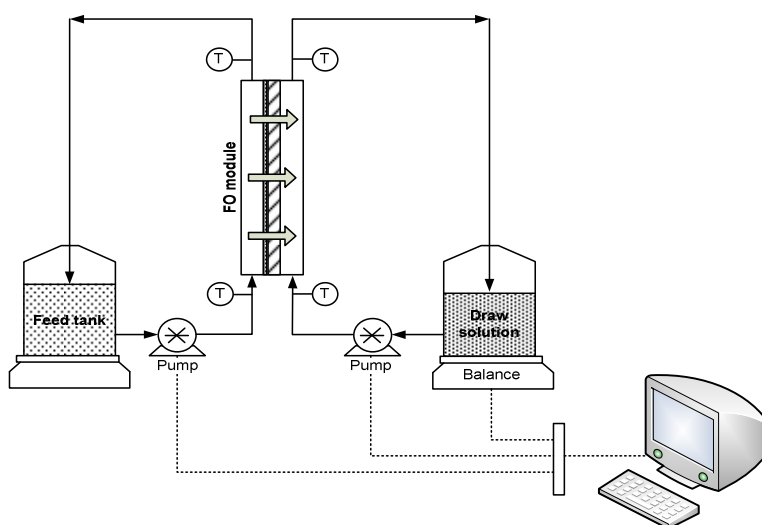 T
T
FO module
T
T
Feed tank
Draw
solution
Pump
Pump
Balance